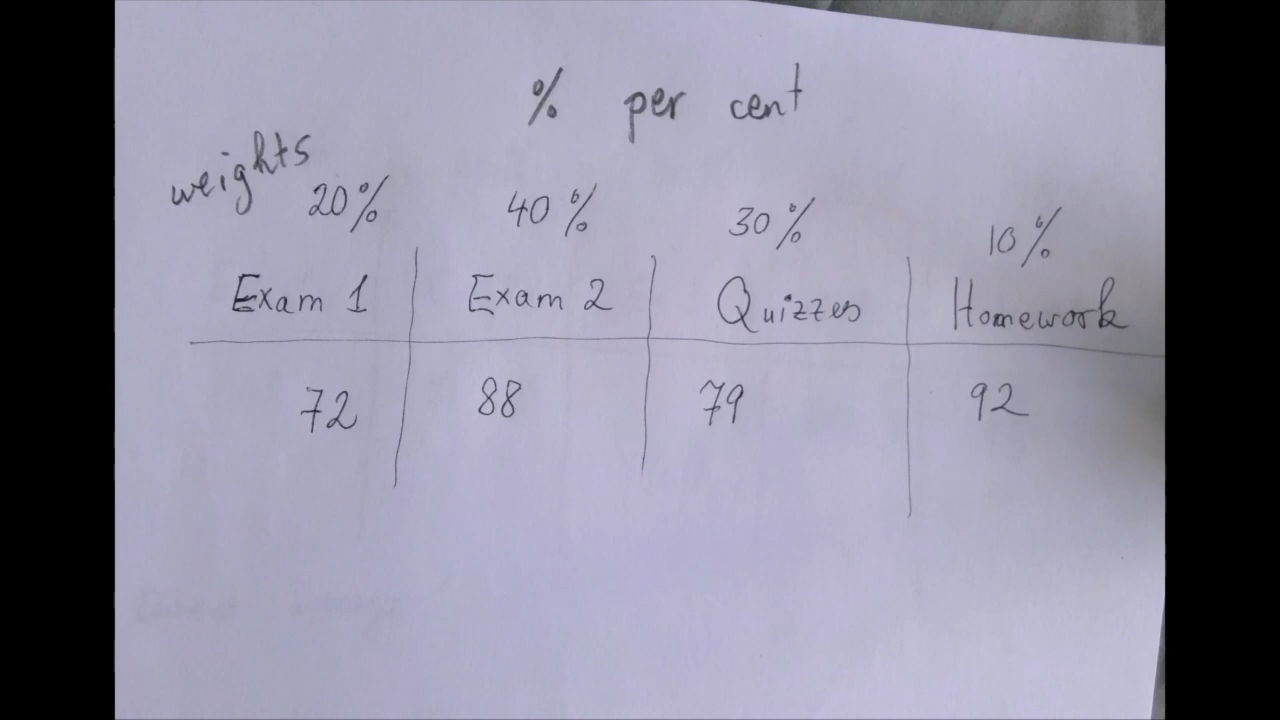 % per cent
weights
20% 40% 30% 10%
Exam 1 Exam 2 Quizzes Homework
72 88 79 92